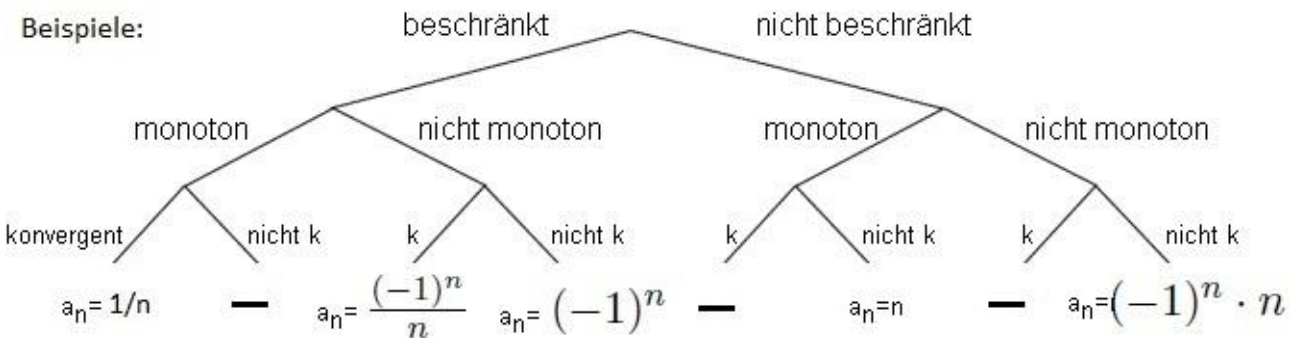 Beispiele:
beschränkt nicht beschränkt
monoton nicht monoton monoton nicht monoton
konvergent nicht k k nicht k k nicht k k nicht k
aₙ= 1/n — aₙ= (-1)ⁿ/n aₙ= (-1)ⁿ — aₙ=n — aₙ=(-1)ⁿ · n